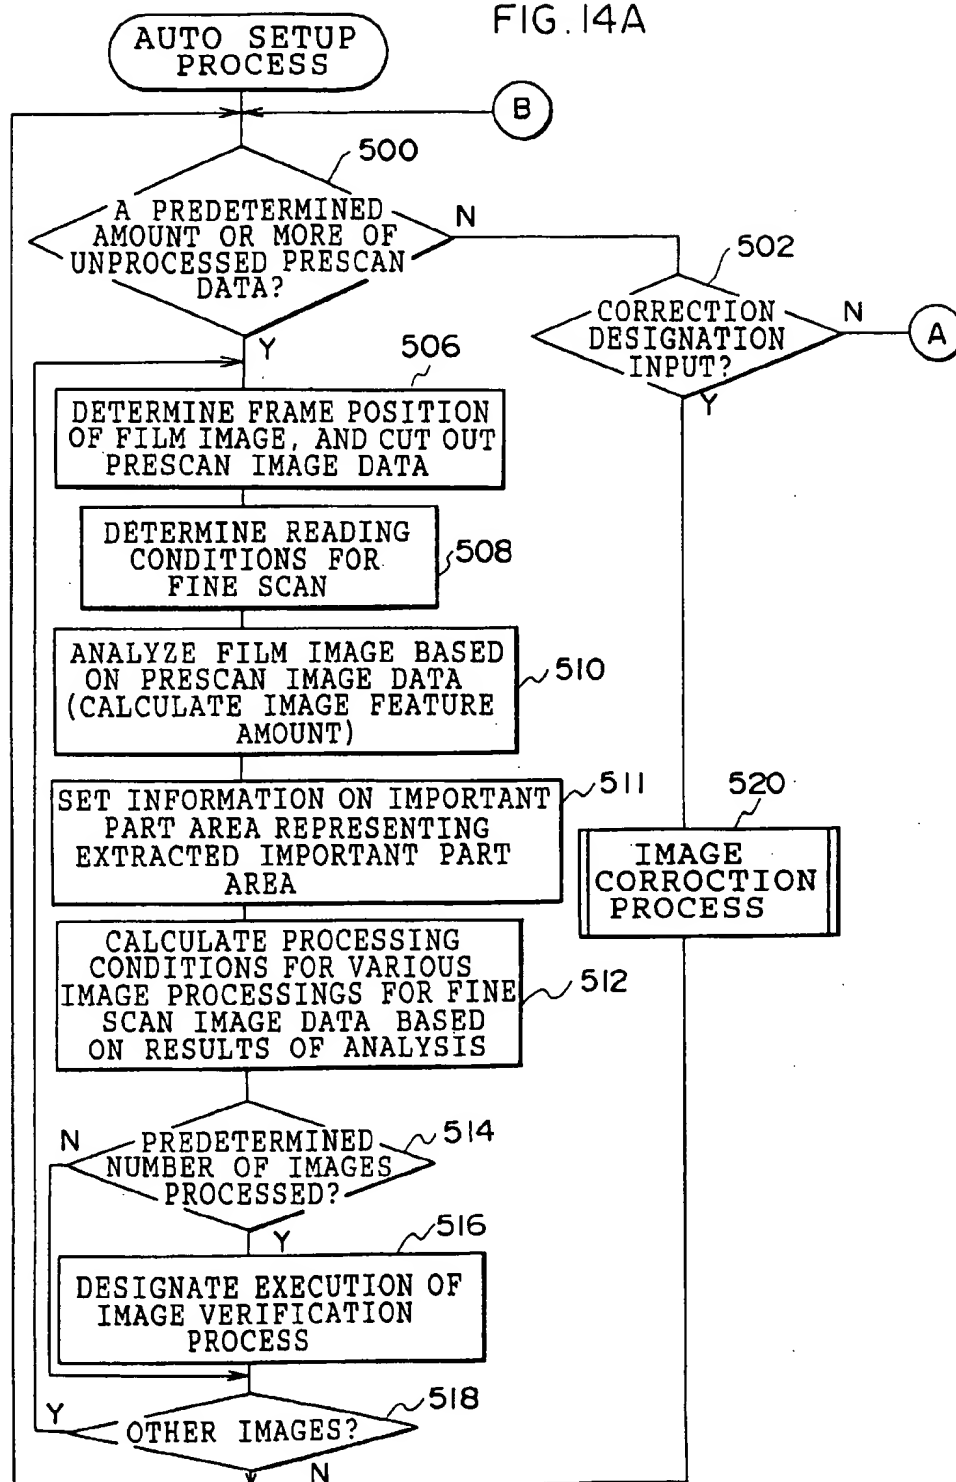 FIG.14A
AUTO SETUP
PROCESS
B
500
A PREDETERMINED
AMOUNT OR MORE OF
UNPROCESSED PRESCAN
DATA?
N
Y
502
CORRECTION
DESIGNATION
INPUT?
N
A
Y
506
DETERMINE FRAME POSITION
OF FILM IMAGE, AND CUT OUT
PRESCAN IMAGE DATA
DETERMINE READING
CONDITIONS FOR
FINE SCAN
508
ANALYZE FILM IMAGE BASED
ON PRESCAN IMAGE DATA
(CALCULATE IMAGE FEATURE
AMOUNT)
510
SET INFORMATION ON IMPORTANT
PART AREA REPRESENTING
EXTRACTED IMPORTANT PART
AREA
511
520
IMAGE
CORROCTION
PROCESS
CALCULATE PROCESSING
CONDITIONS FOR VARIOUS
IMAGE PROCESSINGS FOR FINE
SCAN IMAGE DATA BASED
ON RESULTS OF ANALYSIS
512
N
PREDETERMINED
NUMBER OF IMAGES
PROCESSED?
514
Y
516
DESIGNATE EXECUTION OF
IMAGE VERIFICATION
PROCESS
518
Y
OTHER IMAGES?
N